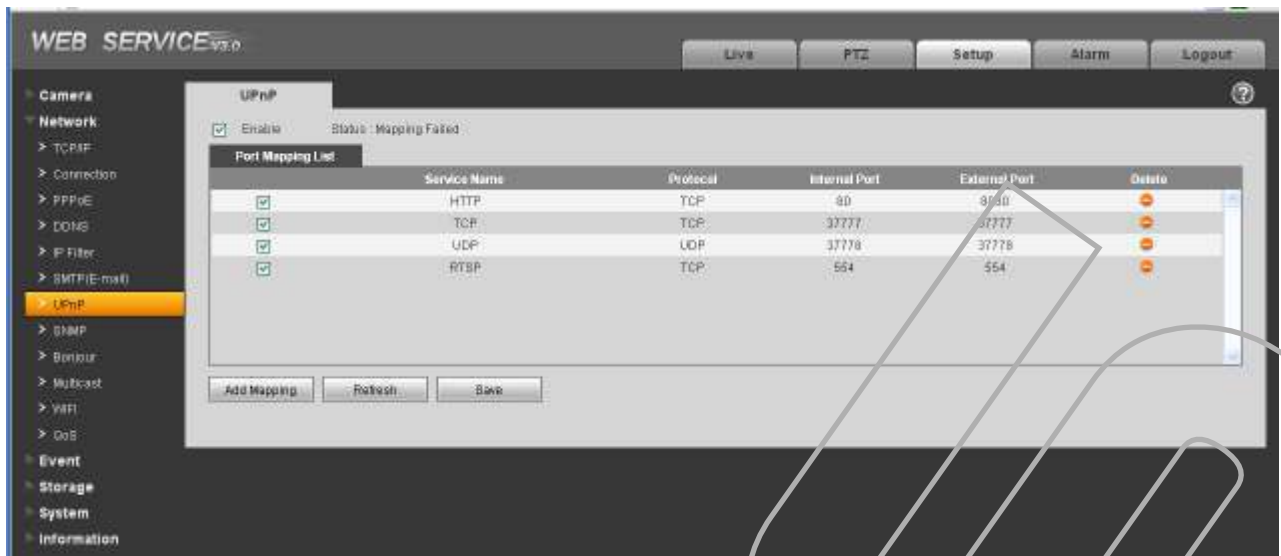 WEB SERVICE V3.0
Live PTZ Setup Alarm Logout
Camera
Network
> TCP/IP
> Connection
> PPPoE
> DDNS
> IP Filter
> SMTP(E-mail)
> UPnP
> SNMP
> Bonjour
> Multicast
> WIFI
> QoS
Event
Storage
System
Information
UPnP
Enable Status : Mapping Failed
Port Mapping List
Service Name Protocol Internal Port External Port Delete
HTTP TCP 80 8080
TCP TCP 37777 37777
UDP UDP 37778 37778
RTSP TCP 554 554
Add Mapping Refresh Save